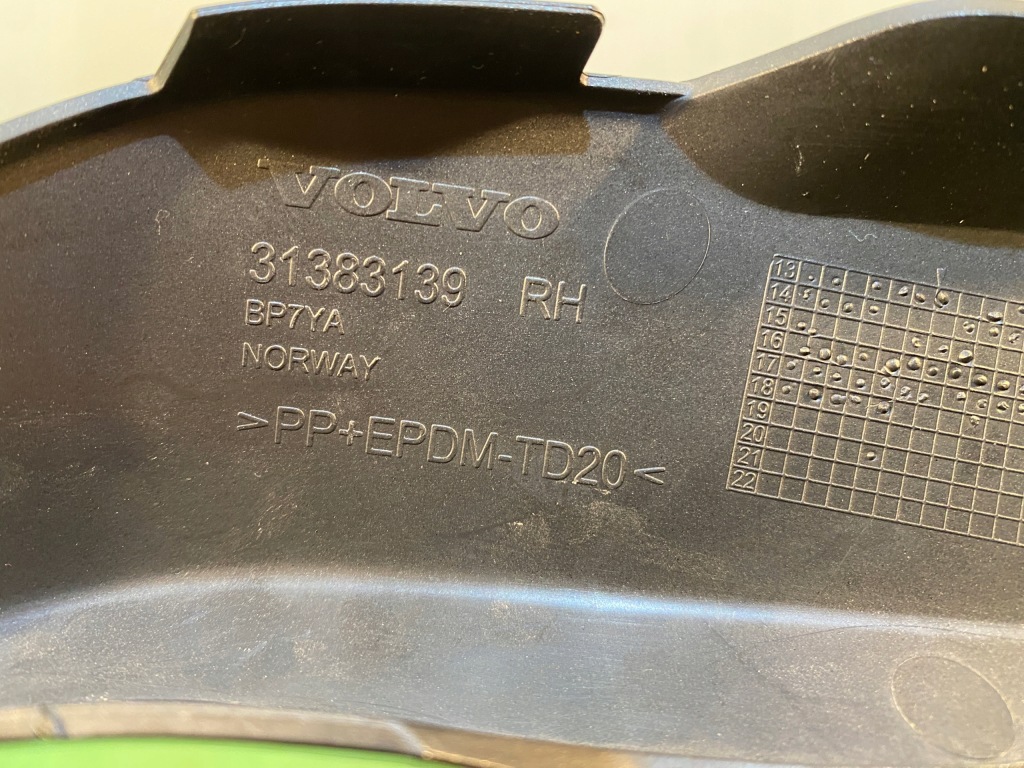 VOLVO
31383139 RH
BP7YA
NORWAY
>PP+EPDM-TD20<
13
14
15
16
17
18
19
20
21
22